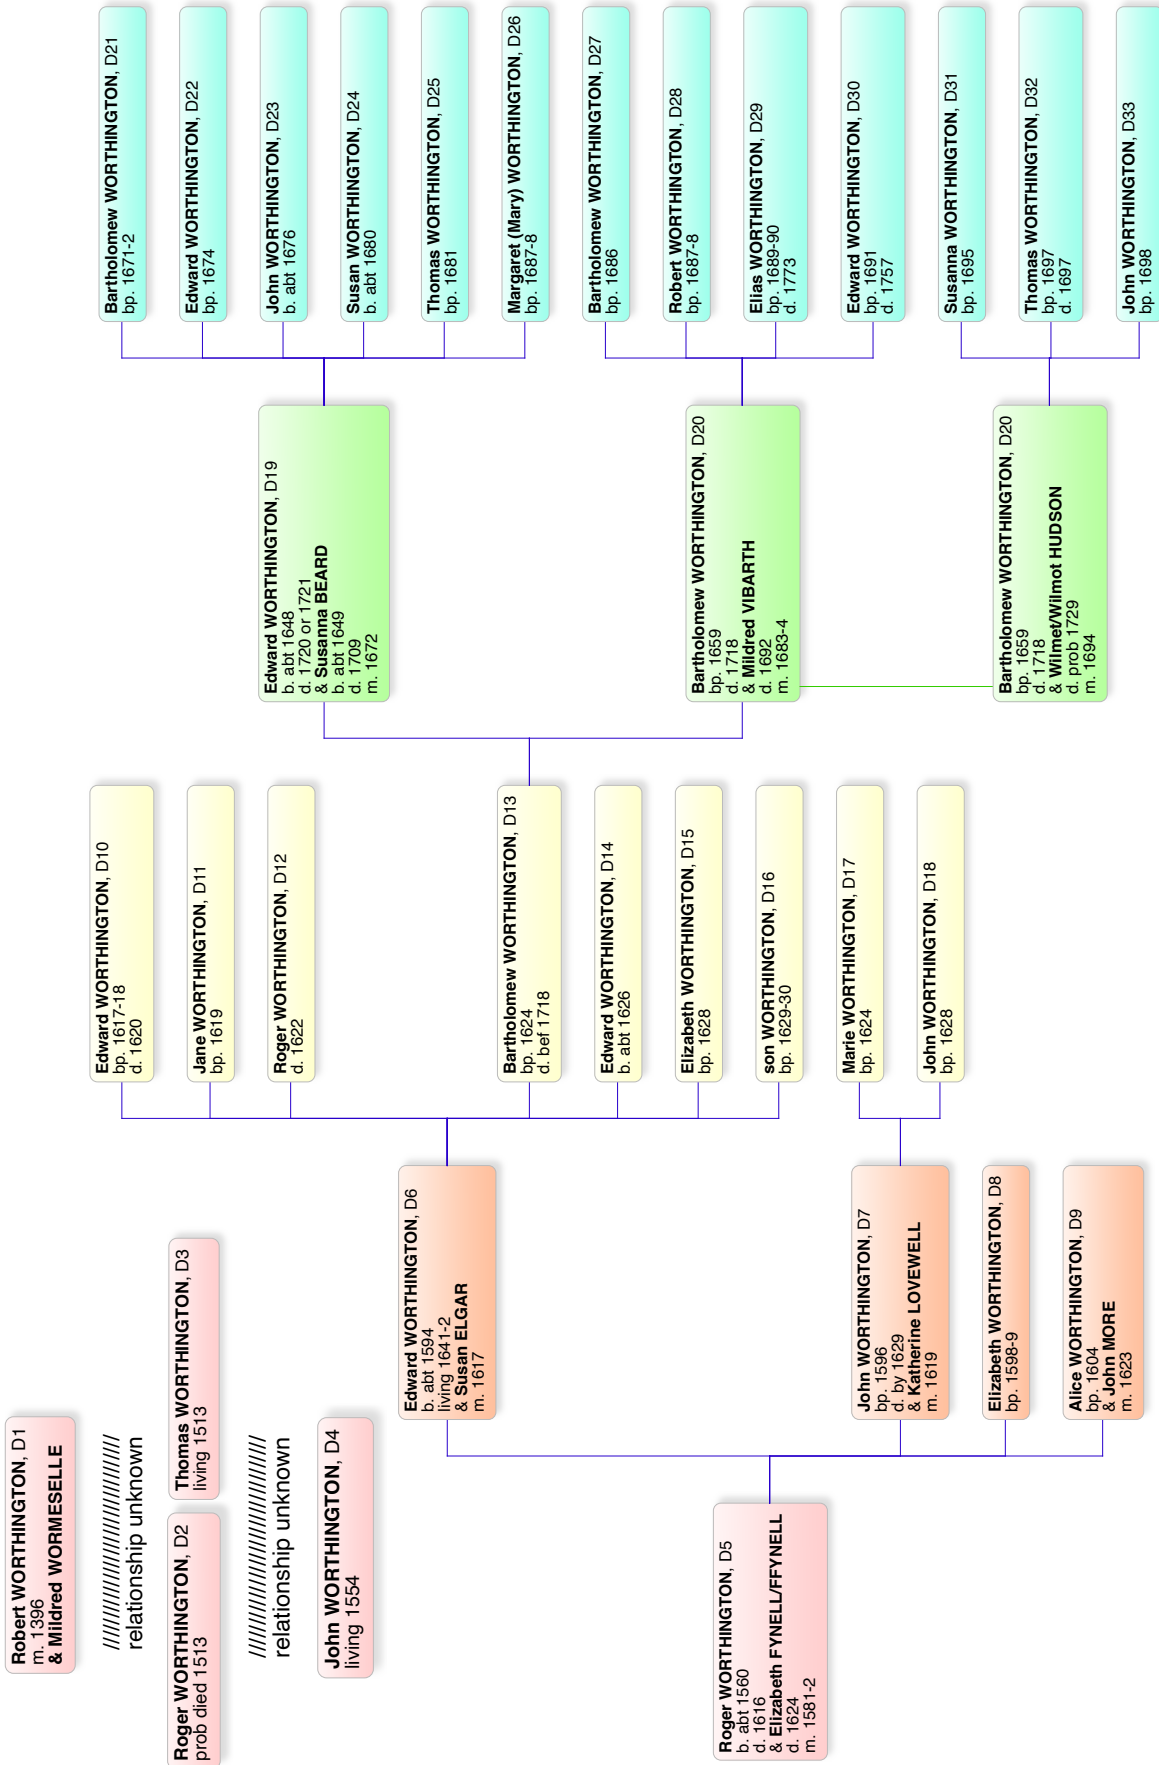 Robert WORTHINGTON, D1
m. 1396
& Mildred WORMESELLE
////////////////////////////////
relationship unknown
Roger WORTHINGTON, D2
prob died 1513
Thomas WORTHINGTON, D3
living 1513
////////////////////////////////
relationship unknown
John WORTHINGTON, D4
living 1554
Roger WORTHINGTON, D5
b. abt 1560
d. 1616
& Elizabeth FYNELL/FFYNELL
d. 1624
m. 1581-2
Edward WORTHINGTON, D6
b. abt 1594
living 1641-2
& Susan ELGAR
m. 1617
John WORTHINGTON, D7
bp. 1596
d. by 1629
& Katherine LOVEWELL
m. 1619
Elizabeth WORTHINGTON, D8
bp. 1598-9
Alice WORTHINGTON, D9
bp. 1604
& John MORE
m. 1623
Edward WORTHINGTON, D10
bp. 1617-18
d. 1620
Jane WORTHINGTON, D11
bp. 1619
Roger WORTHINGTON, D12
d. 1622
Bartholomew WORTHINGTON, D13
bp. 1624
d. bef 1718
Edward WORTHINGTON, D14
b. abt 1626
Elizabeth WORTHINGTON, D15
bp. 1628
son WORTHINGTON, D16
bp. 1629-30
Marie WORTHINGTON, D17
bp. 1624
John WORTHINGTON, D18
bp. 1628
Edward WORTHINGTON, D19
b. abt 1648
d. 1720 or 1721
& Susanna BEARD
b. abt 1649
d. 1709
m. 1672
Bartholomew WORTHINGTON, D20
bp. 1659
d. 1718
& Mildred VIBARTH
d. 1692
m. 1683-4
Bartholomew WORTHINGTON, D20
bp. 1659
d. 1718
& Wilmet/Wilmot HUDSON
d. prob 1729
m. 1694
Bartholomew WORTHINGTON, D21
bp. 1671-2
Edward WORTHINGTON, D22
bp. 1674
John WORTHINGTON, D23
b. abt 1676
Susan WORTHINGTON, D24
b. abt 1680
Thomas WORTHINGTON, D25
bp. 1681
Margaret (Mary) WORTHINGTON, D26
bp. 1687-8
Bartholomew WORTHINGTON, D27
bp. 1686
Robert WORTHINGTON, D28
bp. 1687-8
Elias WORTHINGTON, D29
bp. 1689-90
d. 1773
Edward WORTHINGTON, D30
bp. 1691
d. 1757
Susanna WORTHINGTON, D31
bp. 1695
Thomas WORTHINGTON, D32
bp. 1697
d. 1697
John WORTHINGTON, D33
bp. 1698